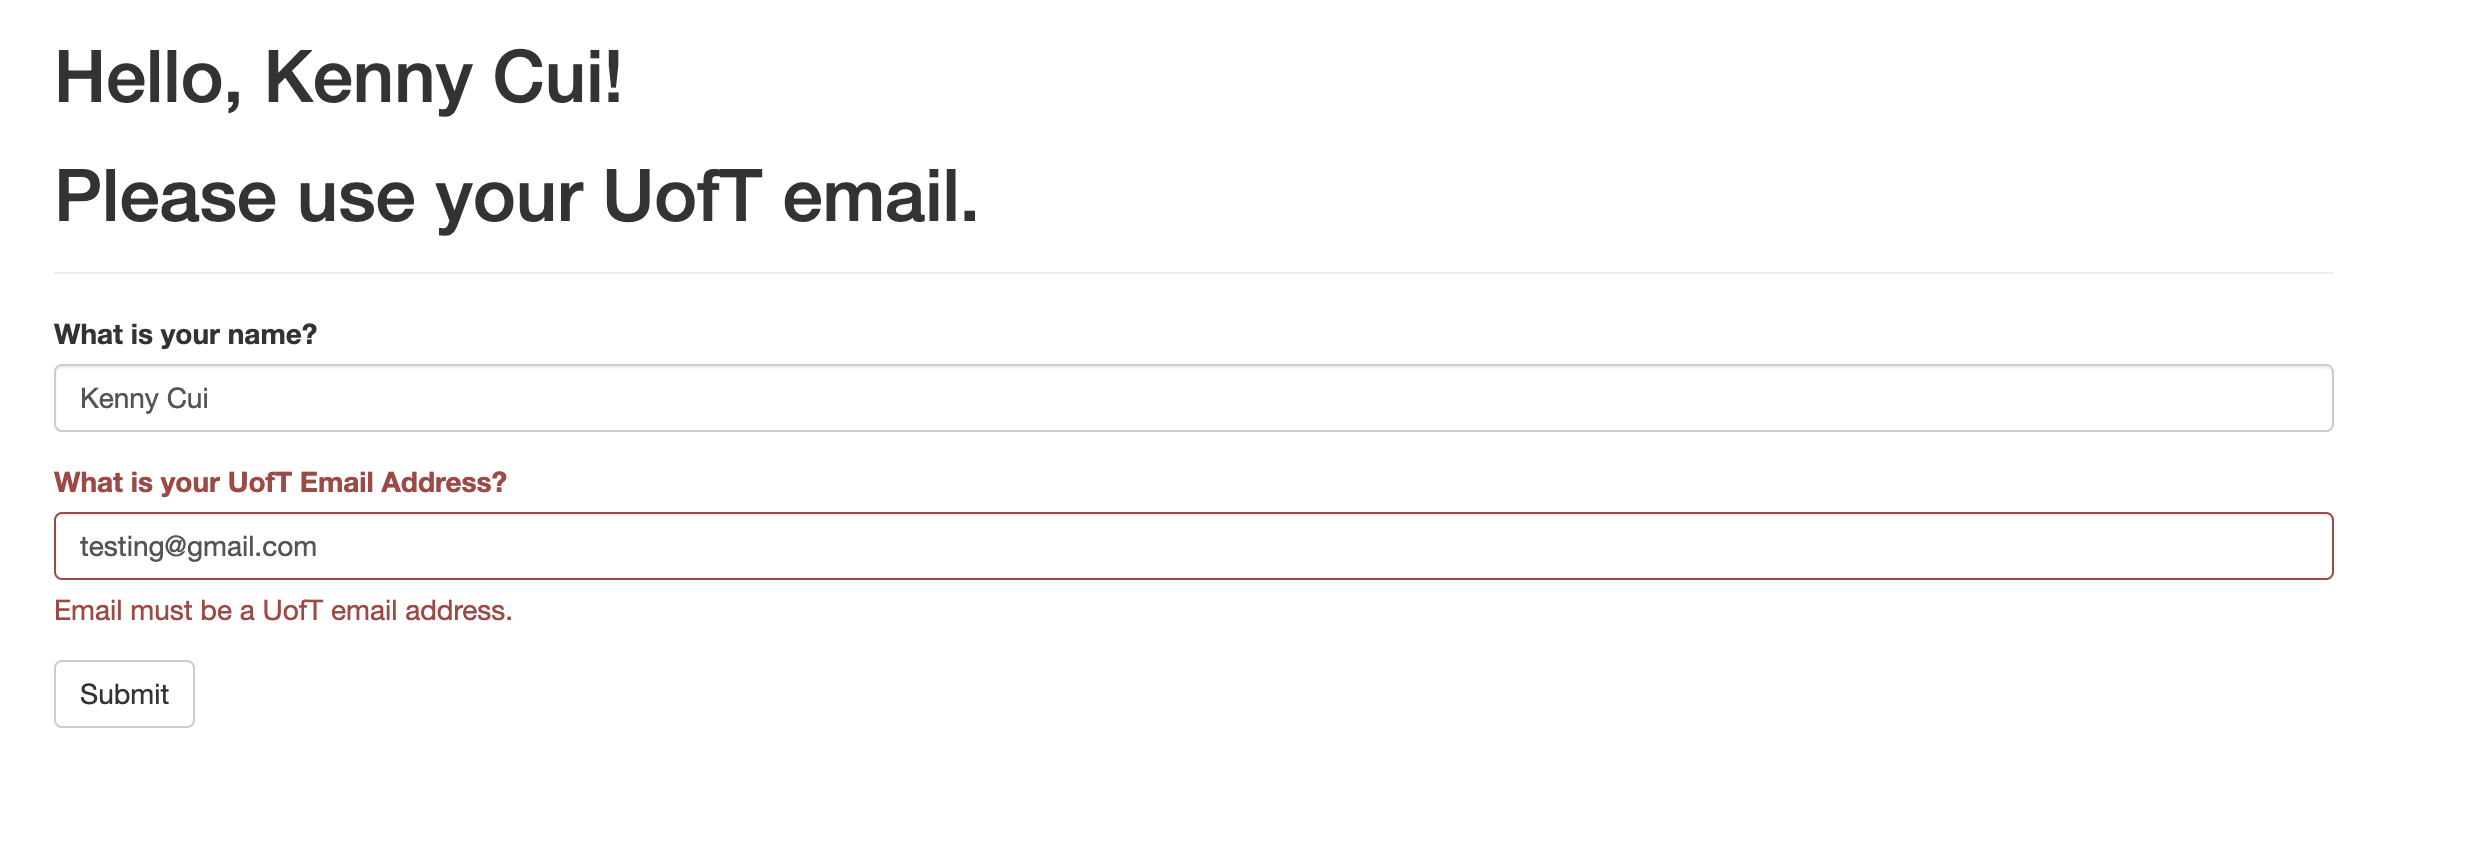 Hello, Kenny Cui!
Please use your UofT email.
What is your name?
Kenny Cui
What is your UofT Email Address?
testing@gmail.com
Email must be a UofT email address.
Submit